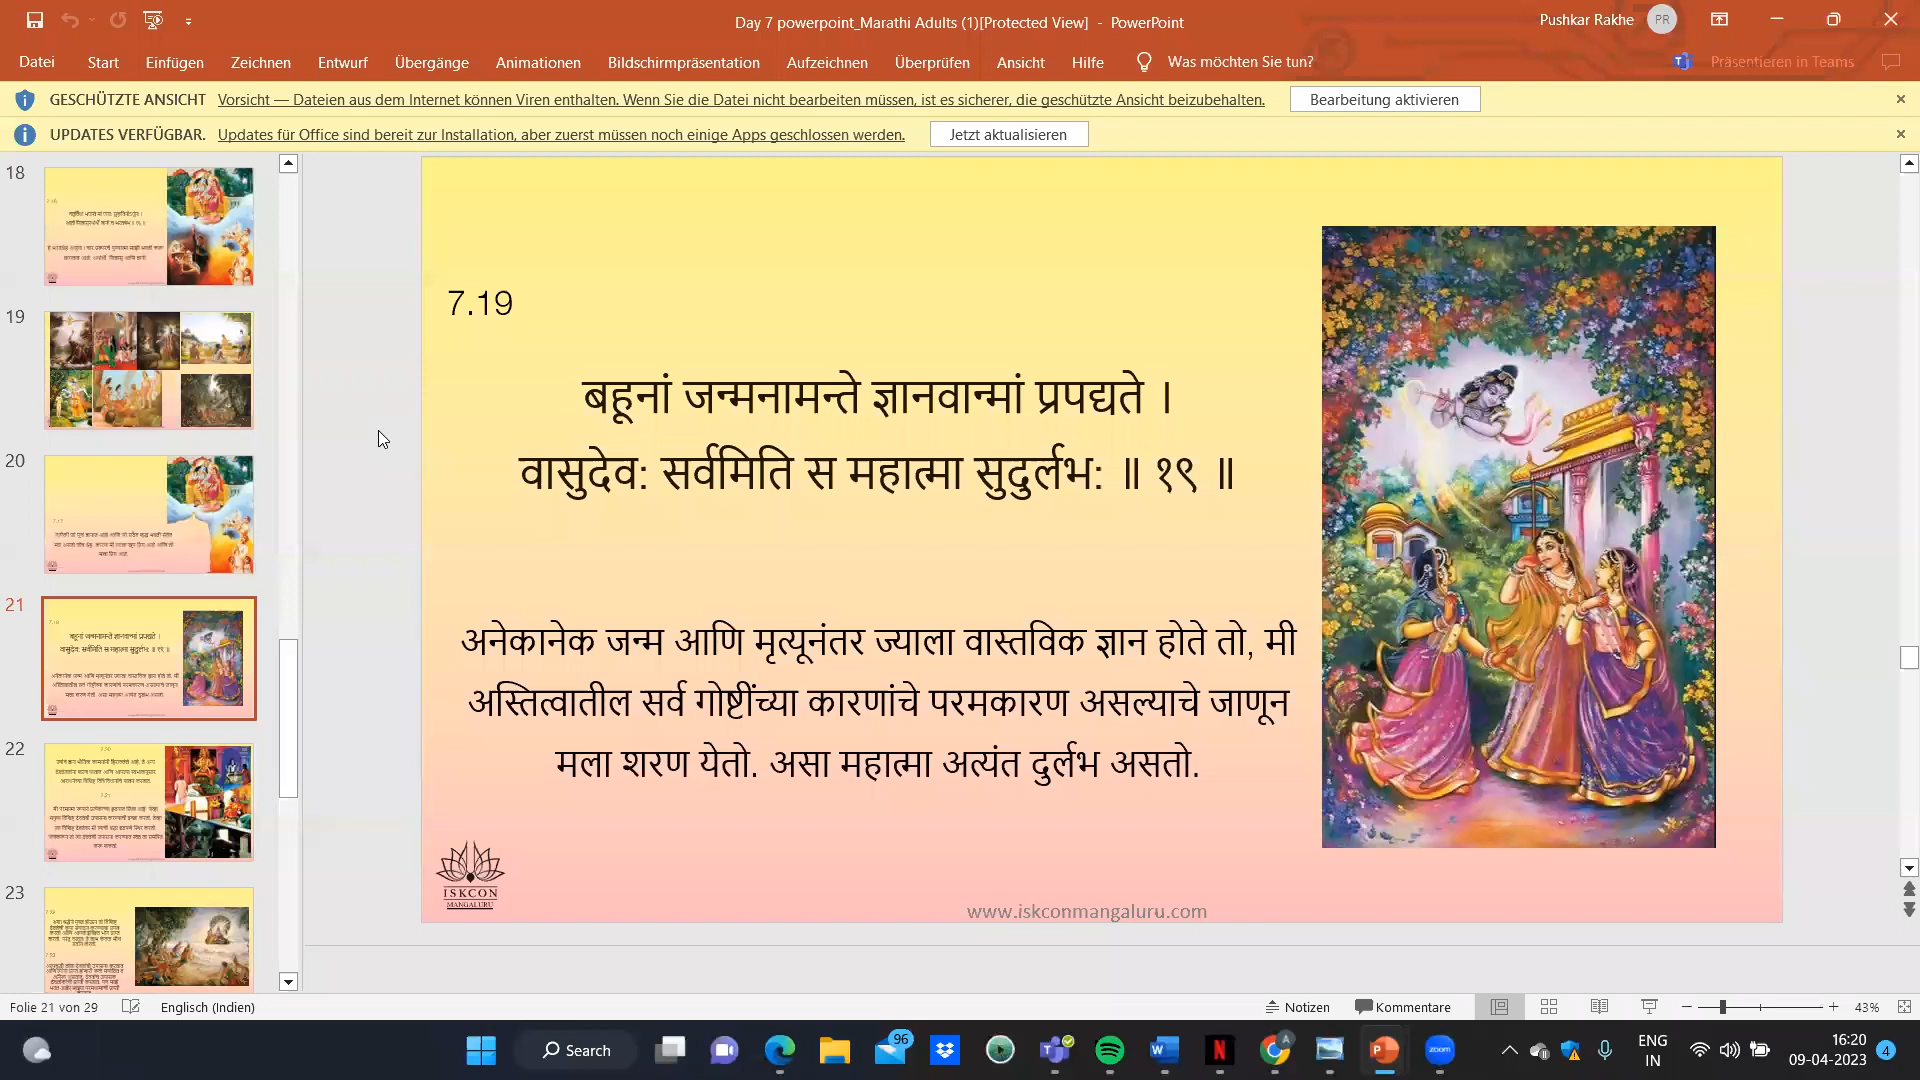 Day 7 powerpoint_Marathi Adults (1)[Protected View] - PowerPoint
Pushkar Rakhe
PR
Datei Start Einfügen Zeichnen Entwurf Übergänge Animationen Bildschirmpräsentation Aufzeichnen Überprüfen Ansicht Hilfe Was möchten Sie tun?
Präsentieren in Teams
GESCHÜTZTE ANSICHT Vorsicht — Dateien aus dem Internet können Viren enthalten. Wenn Sie die Datei nicht bearbeiten müssen, ist es sicherer, die geschützte Ansicht beizubehalten. Bearbeitung aktivieren
UPDATES VERFÜGBAR. Updates für Office sind bereit zur Installation, aber zuerst müssen noch einige Apps geschlossen werden. Jetzt aktualisieren
18
19
20
21
22
23
7.19
बहूनां जन्मनामन्ते ज्ञानवान्मां प्रपद्यते ।
वासुदेव: सर्वमिति स महात्मा सुदुर्लभ: ॥ १९ ॥
अनेकानेक जन्म आणि मृत्यूनंतर ज्याला वास्तविक ज्ञान होते तो, मी
अस्तित्वातील सर्व गोष्टींच्या कारणांचे परमकारण असल्याचे जाणून
मला शरण येतो. असा महात्मा अत्यंत दुर्लभ असतो.
ISKCON
MANGALURU
www.iskconmangaluru.com
Folie 21 von 29
Englisch (Indien)
Notizen
Kommentare
43%
Search
96
zoom
ENG
IN
16:20
09-04-2023
4